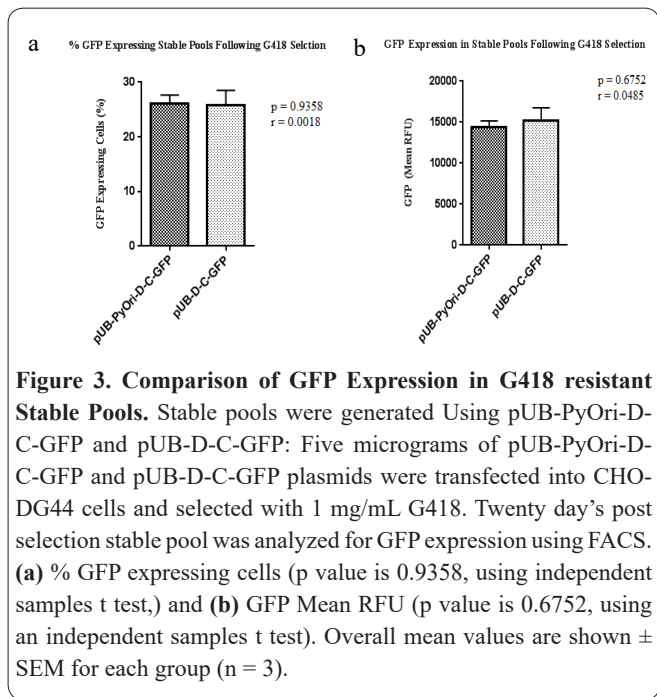 a
% GFP Expressing Stable Pools Following G418 Selction
GFP Expressing Cells (%)
30
20
10
0
p = 0.9358
r = 0.0018
pUB-PyOri-D-C-GFP
pUB-D-C-GFP
b
GFP Expression in Stable Pools Following G418 Selection
GFP (Mean RFU)
20000
15000
10000
5000
0
p = 0.6752
r = 0.0485
pUB-PyOri-D-C-GFP
pUB-D-C-GFP
Figure 3. Comparison of GFP Expression in G418 resistant
Stable Pools. Stable pools were generated Using pUB-PyOri-D-
C-GFP and pUB-D-C-GFP: Five micrograms of pUB-PyOri-D-
C-GFP and pUB-D-C-GFP plasmids were transfected into CHO-
DG44 cells and selected with 1 mg/mL G418. Twenty day's post
selection stable pool was analyzed for GFP expression using FACS.
(a) % GFP expressing cells (p value is 0.9358, using independent
samples t test,) and (b) GFP Mean RFU (p value is 0.6752, using
an independent samples t test). Overall mean values are shown ±
SEM for each group (n = 3).